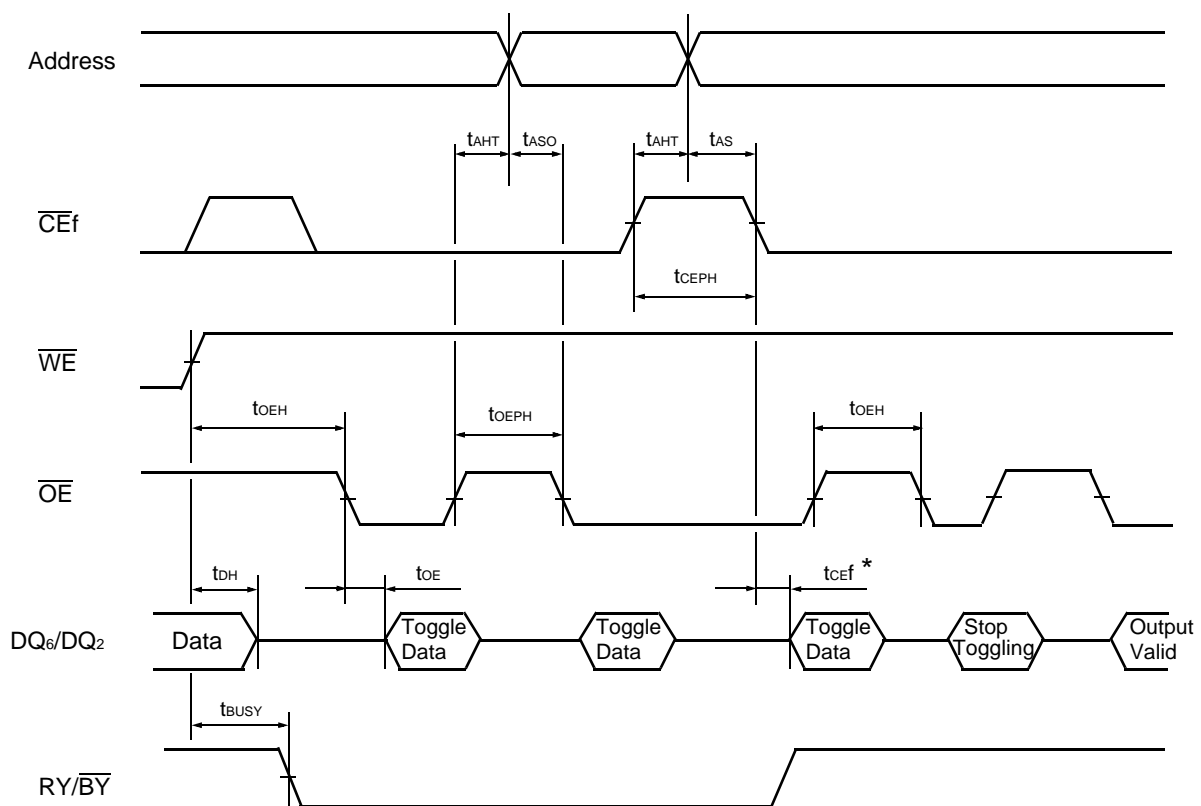 Address
tAHT tASO tAHT tAS
CEf
tCEPH
WE
tOEH tOEPH tOEH
OE
tDH tOE tCEf *
DQ6/DQ2
Data
Toggle Data
Toggle Data
Toggle Data
Stop Toggling
Output Valid
tBUSY
RY/BY